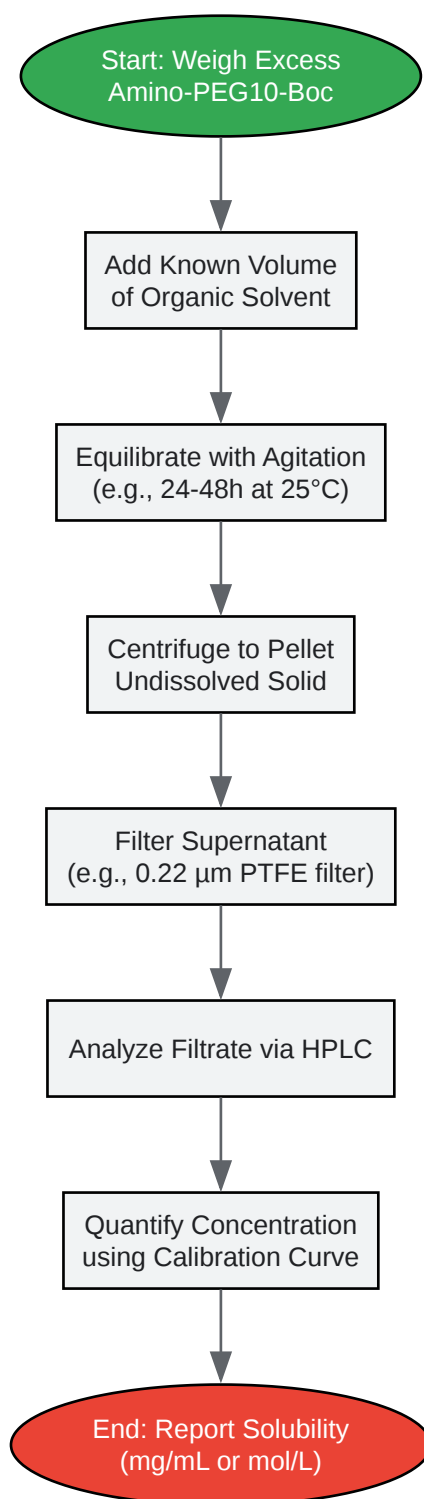 Start: Weigh Excess
Amino-PEG10-Boc
Add Known Volume
of Organic Solvent
Equilibrate with Agitation
(e.g., 24-48h at 25°C)
Centrifuge to Pellet
Undissolved Solid
Filter Supernatant
(e.g., 0.22 µm PTFE filter)
Analyze Filtrate via HPLC
Quantify Concentration
using Calibration Curve
End: Report Solubility
(mg/mL or mol/L)